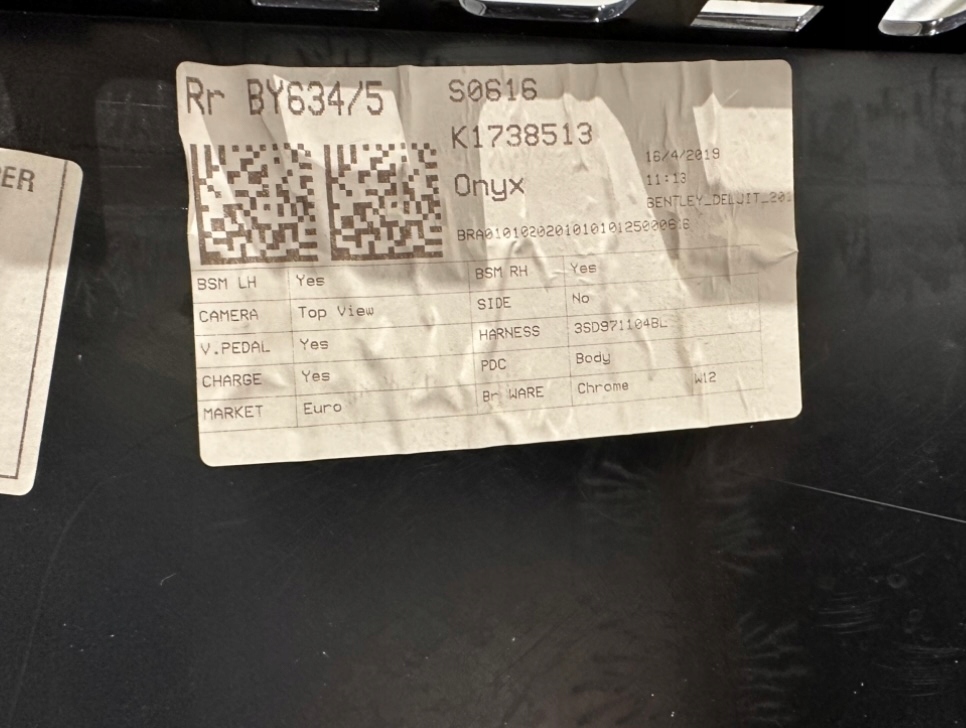 ER
Rr BY634/5
S0616
K1738513
Onyx
16/4/2019
11:13
BRA01010202010101012500066
BSM LH Yes BSM RH Yes
CAMERA Top View SIDE No
V.PEDAL Yes HARNESS 3SD971104BL
CHARGE Yes PDC Body
MARKET Euro Br WARE Chrome W12